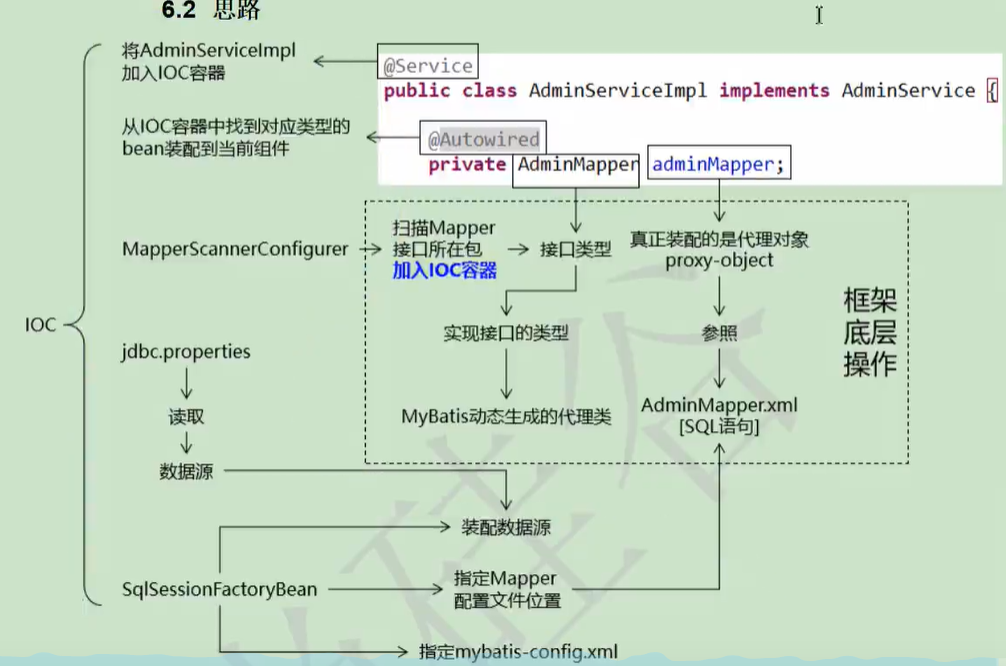 6.2 思路
将AdminServiceImpl
加入IOC容器
@Service
public class AdminServiceImpl implements AdminService {
从IOC容器中找到对应类型的
bean装配到当前组件
@Autowired
private AdminMapper adminMapper;
MapperScannerConfigurer
扫描Mapper
接口所在包
加入IOC容器
接口类型
真正装配的是代理对象
proxy-object
框架
底层
操作
IOC
实现接口的类型
参照
jdbc.properties
读取
MyBatis动态生成的代理类
AdminMapper.xml
[SQL语句]
数据源
装配数据源
SqlSessionFactoryBean
指定Mapper
配置文件位置
指定mybatis-config.xml